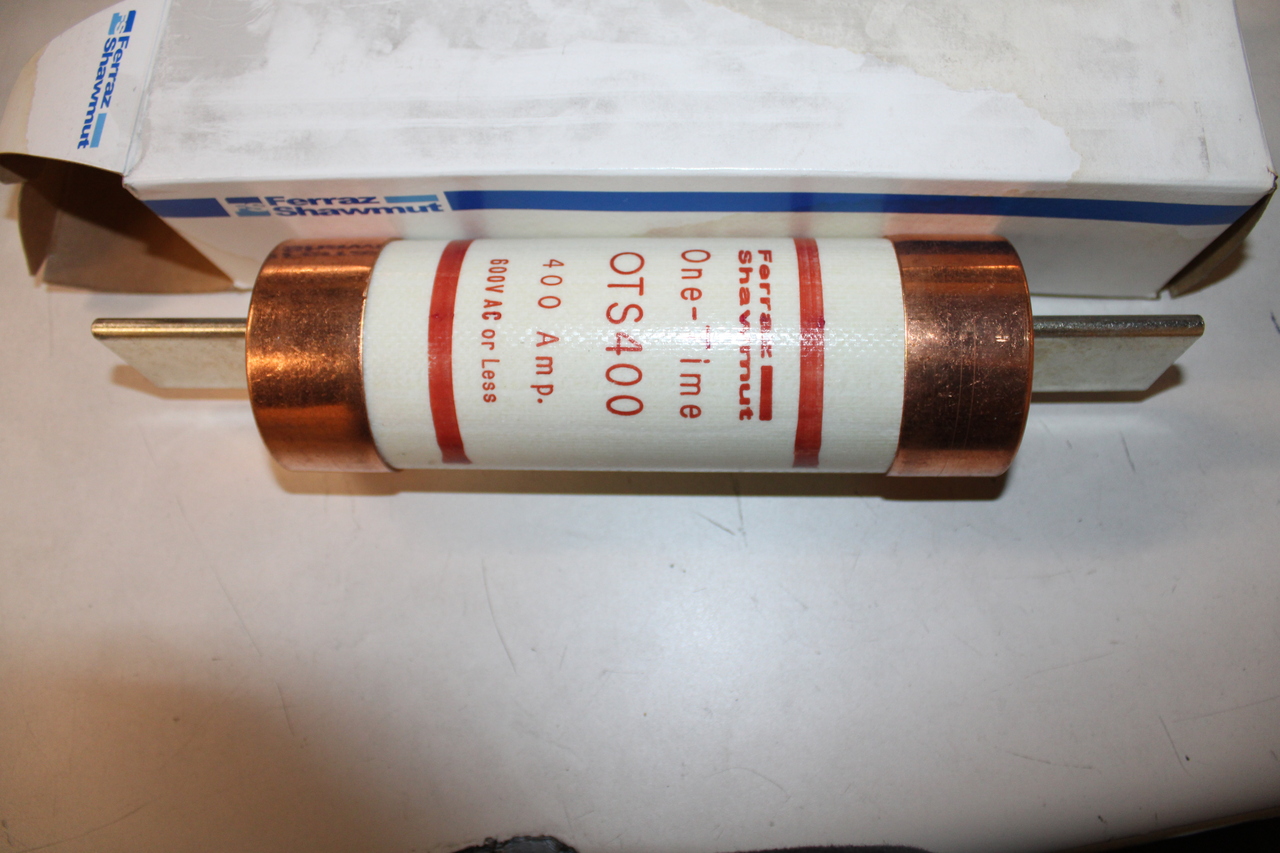 Ferraz
Shawmut
Ferraz
Shawmut
Ferraz
Shawmut
One-Time
OTS400
400 Amp.
600V AC or Less